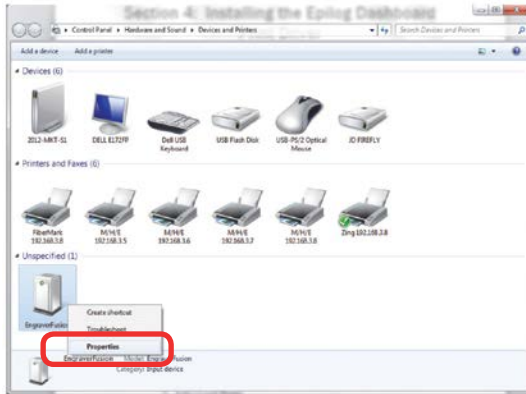 Section 4: Installing the Epilog Dashboard
Control Panel ▸ Hardware and Sound ▸ Devices and Printers
Search Devices and Printers
Add a device Add a printer
Devices (6)
2012-MKT-51 DELL E172FP Dell USB Keyboard USB Flash Disk USB-PS/2 Optical Mouse JD FIREFLY
Printers and Faxes (6)
FiberMark 192.168.3.8 M/H/E 192.168.3.5 M/H/E 192.168.3.6 M/H/E 192.168.3.7 M/H/E 192.168.3.8 Zing 192.168.3.8
Unspecified (1)
EngraverFusion
Create shortcut
Troubleshoot
Properties
EngraverFusion Model: EngraverFusion
Category: Input device